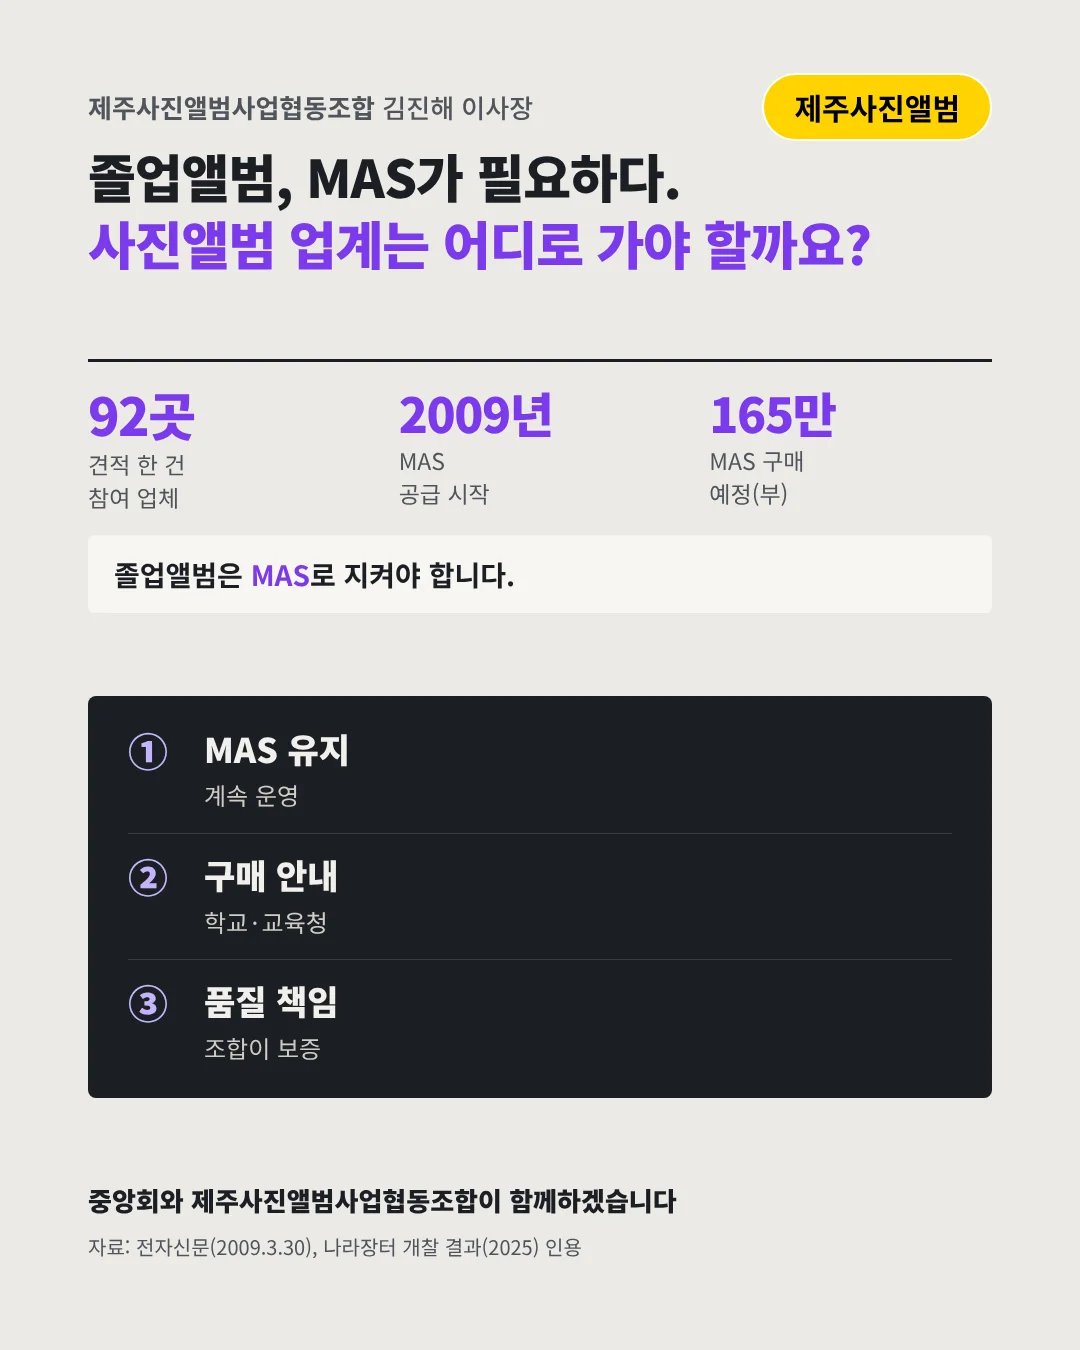 제주사진앨범사업협동조합 김진해 이사장
제주사진앨범
졸업앨범, MAS가 필요하다.
사진앨범 업계는 어디로 가야 할까요?
92곳
견적 한 건
참여 업체
2009년
MAS
공급 시작
165만
MAS 구매
예정(부)
졸업앨범은 MAS로 지켜야 합니다.
① MAS 유지
계속 운영
② 구매 안내
학교·교육청
③ 품질 책임
조합이 보증
중앙회와 제주사진앨범사업협동조합이 함께하겠습니다
자료: 전자신문(2009.3.30), 나라장터 개찰 결과(2025) 인용